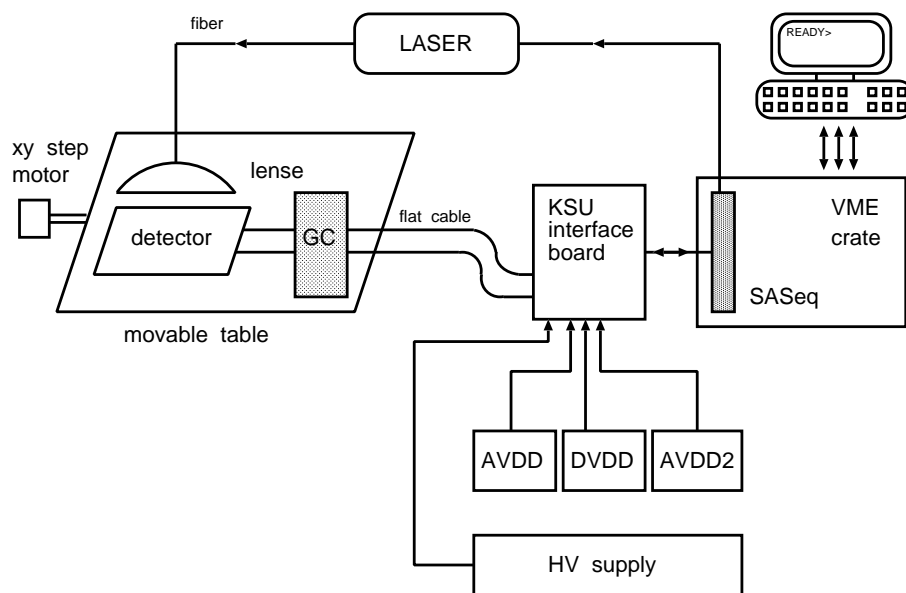 fiber
LASER
READY>
xy step
motor
lense
detector
GC
flat cable
KSU
interface
board
VME
crate
SASeq
movable table
AVDD
DVDD
AVDD2
HV supply